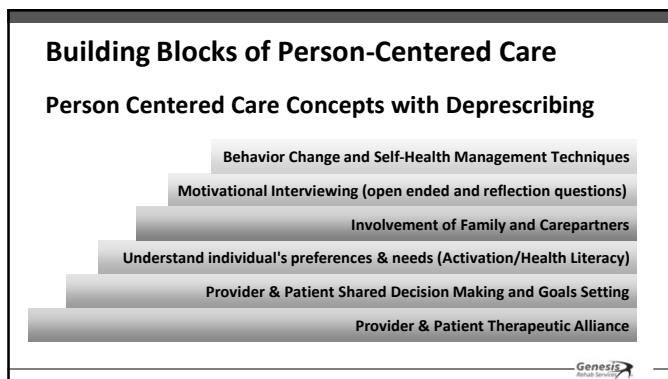 Building Blocks of Person-Centered Care
Person Centered Care Concepts with Deprescribing
Behavior Change and Self-Health Management Techniques
Motivational Interviewing (open ended and reflection questions)
Involvement of Family and Carepartners
Understand individual's preferences & needs (Activation/Health Literacy)
Provider & Patient Shared Decision Making and Goals Setting
Provider & Patient Therapeutic Alliance
Genesis
Rehab Services